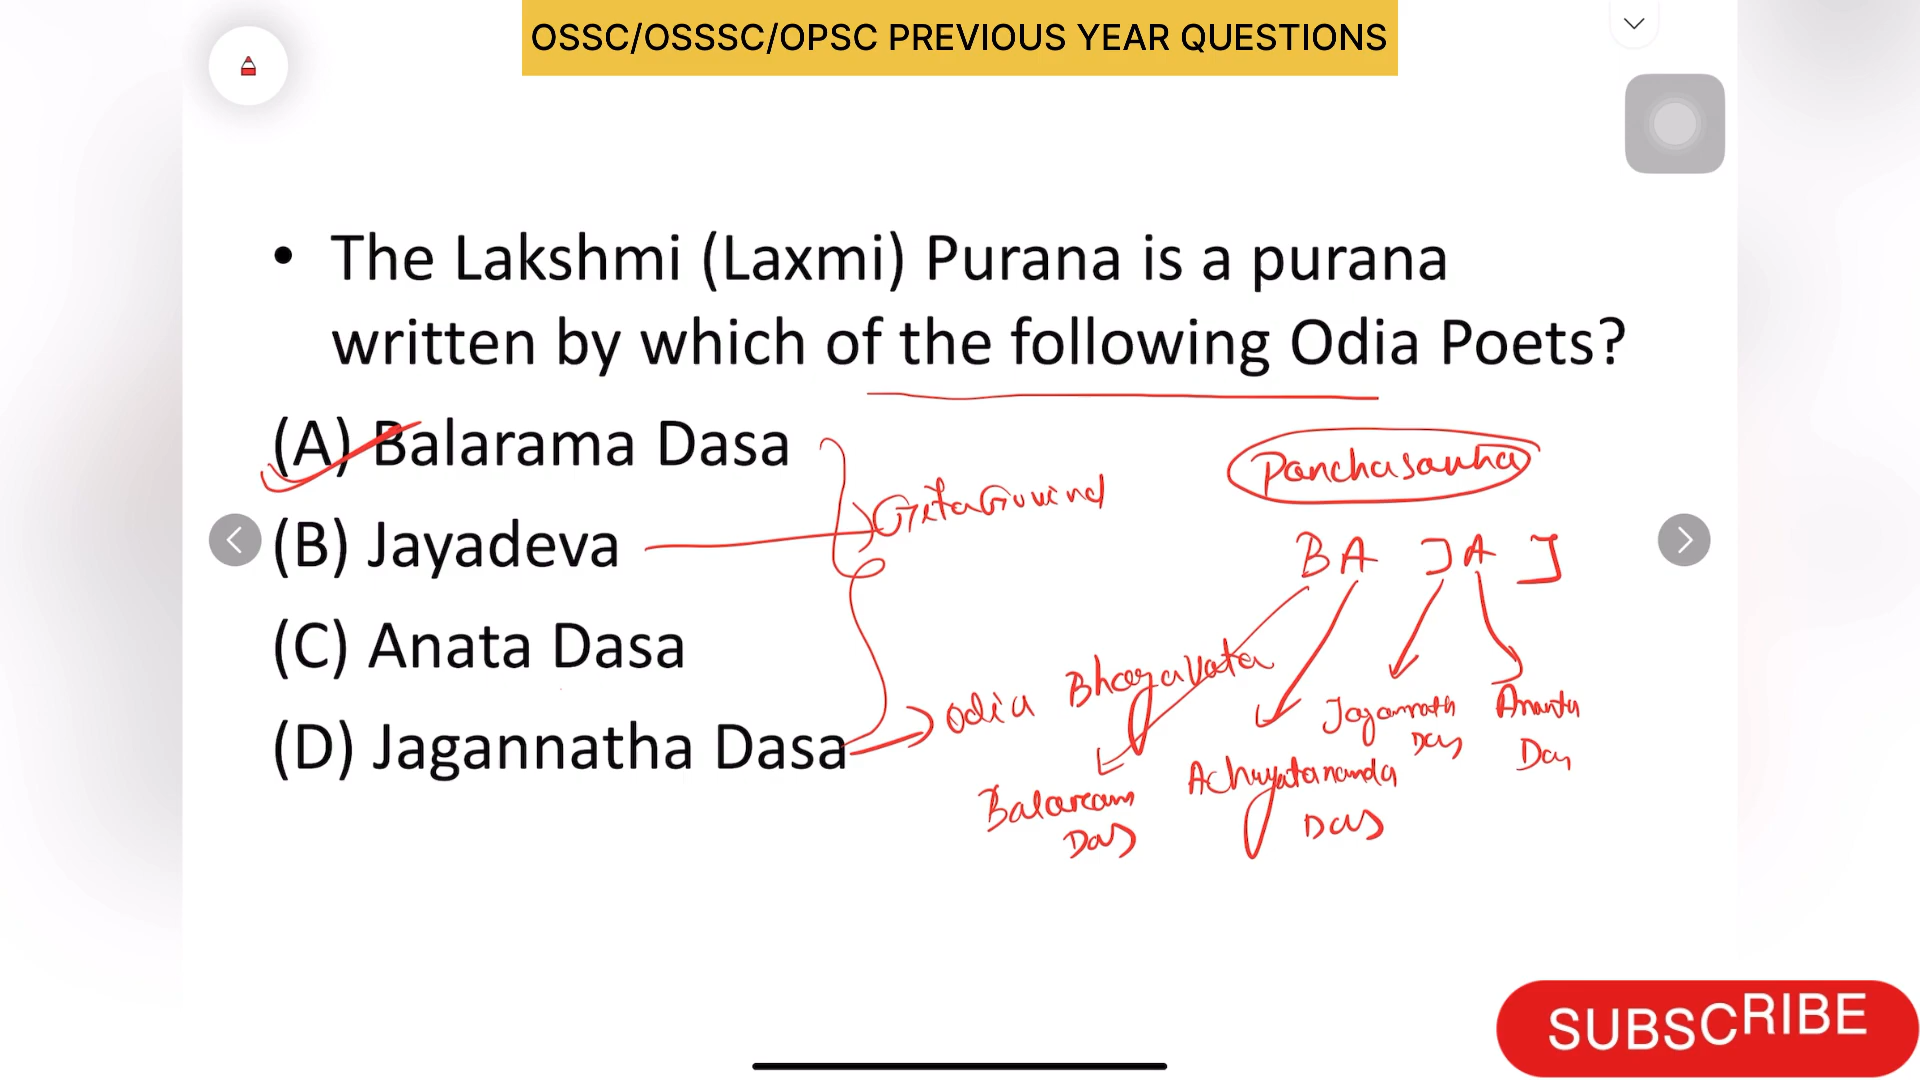 OSSC/OSSSC/OPSC PREVIOUS YEAR QUESTIONS
• The Lakshmi (Laxmi) Purana is a purana
written by which of the following Odia Poets?
(A) Balarama Dasa
Panchasakha
GitaGovind
(B) Jayadeva
BA JA J
(C) Anata Dasa
Odia Bhagavata
(D) Jagannatha Dasa
Jagannath
Das
Ananta
Das
Achyutananda
Das
Balaram
Das
SUBSCRIBE